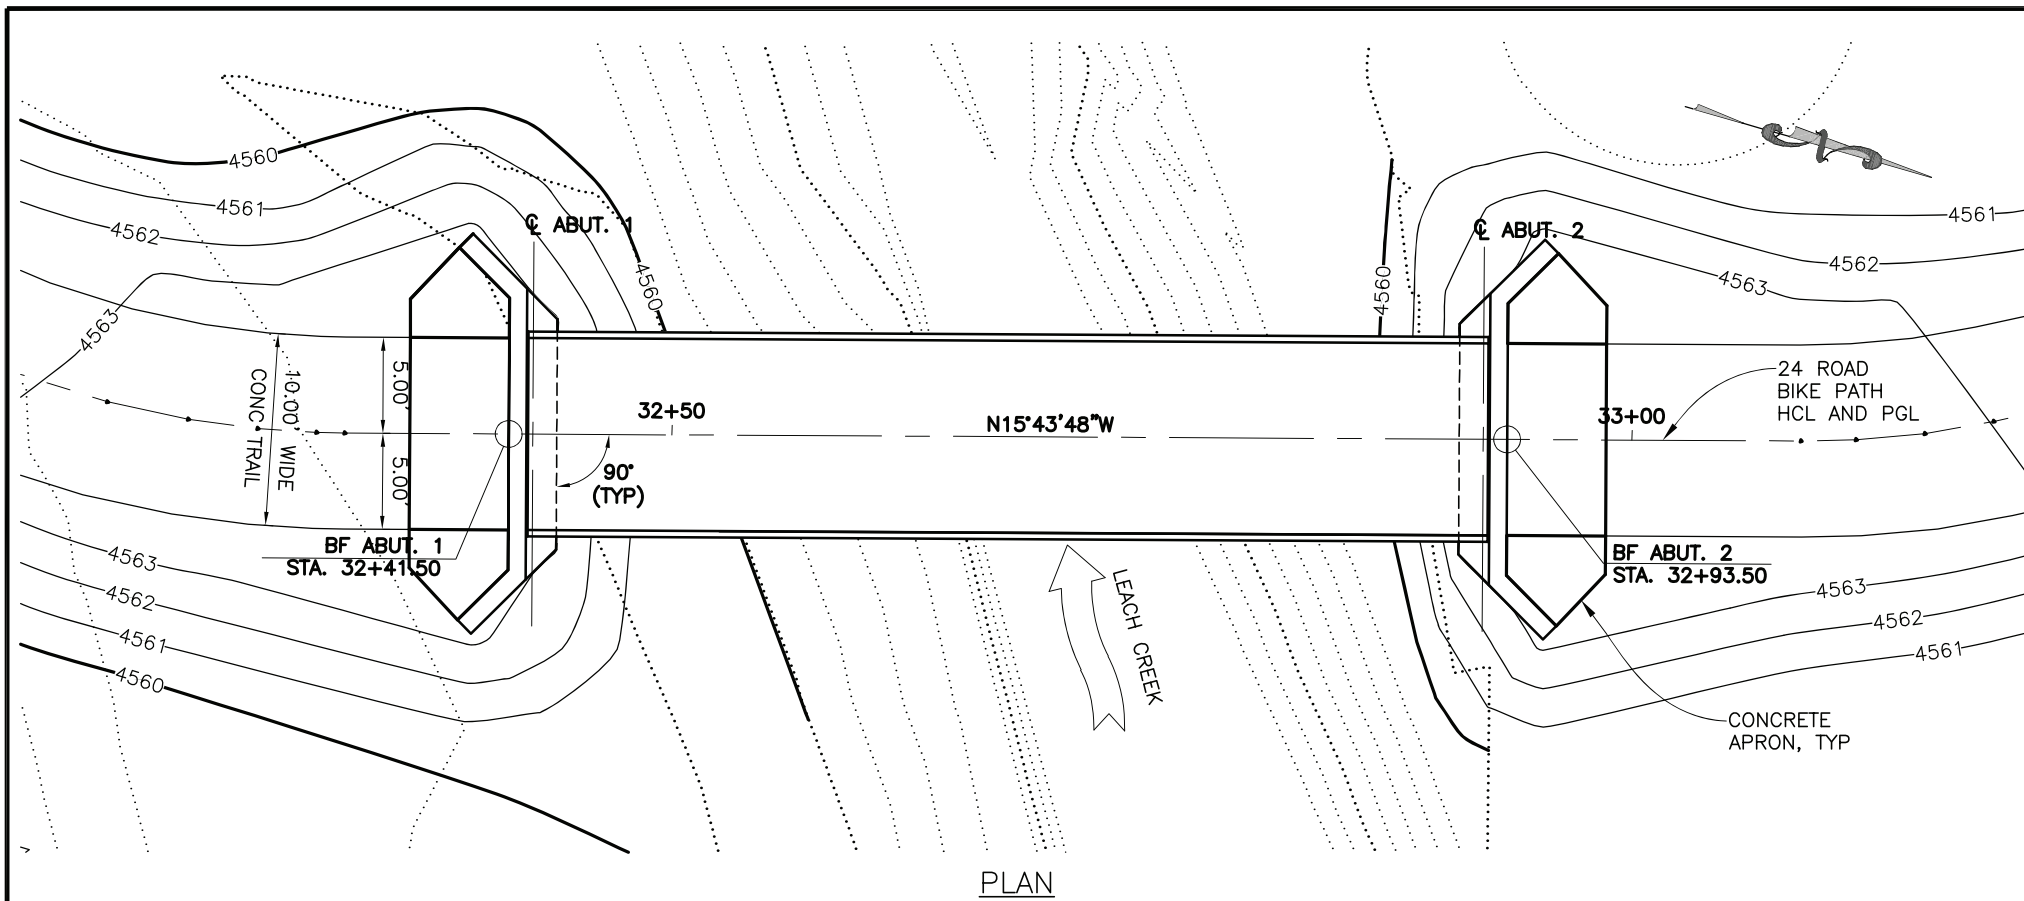 4560
4561
4562
4563
℄ ABUT. 1
4560
4560
℄ ABUT. 2
4561
4562
4563
5.00'
5.00'
10.00' WIDE
CONC TRAIL
32+50
N15°43'48"W
33+00
24 ROAD
BIKE PATH
HCL AND PGL
90°
(TYP)
BF ABUT. 1
STA. 32+41.50
BF ABUT. 2
STA. 32+93.50
4563
4562
4561
4560
LEACH CREEK
4563
4562
4561
CONCRETE
APRON, TYP
PLAN